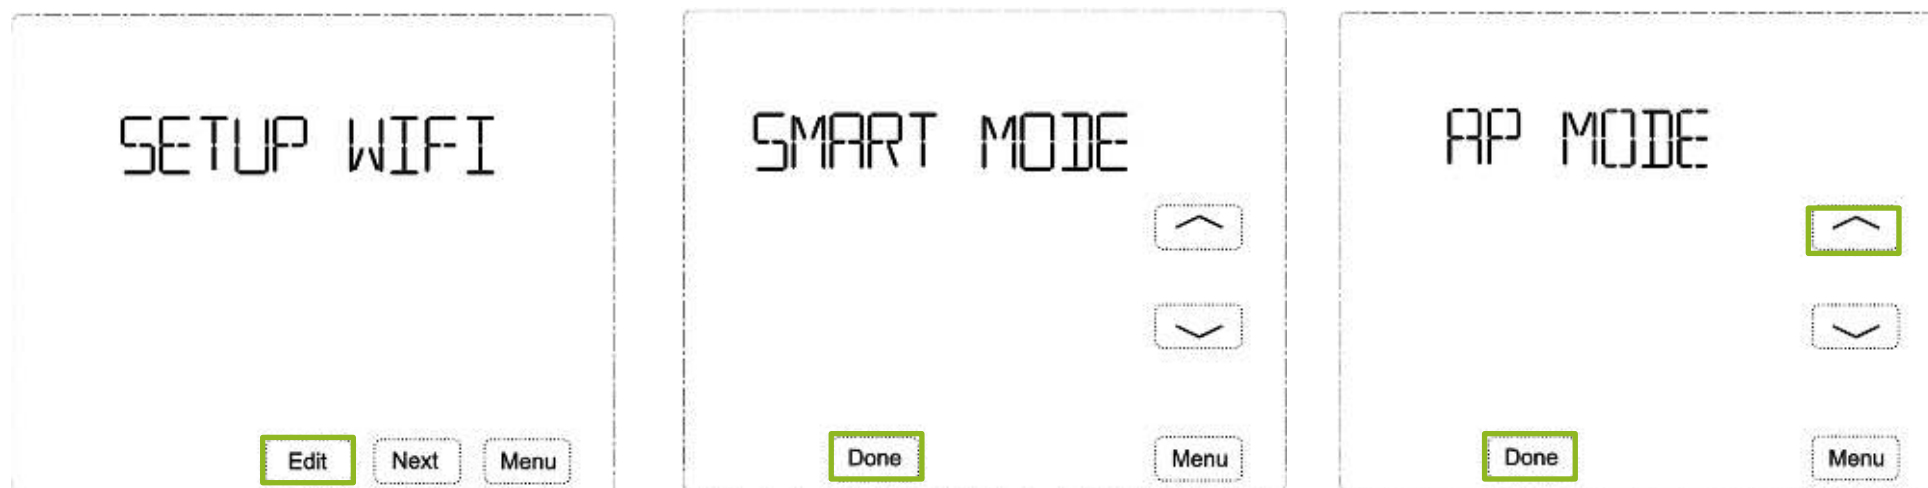 SETUP WIFI
Edit
Next
Menu
SMART MODE
Done
Menu
AP MODE
Done
Menu